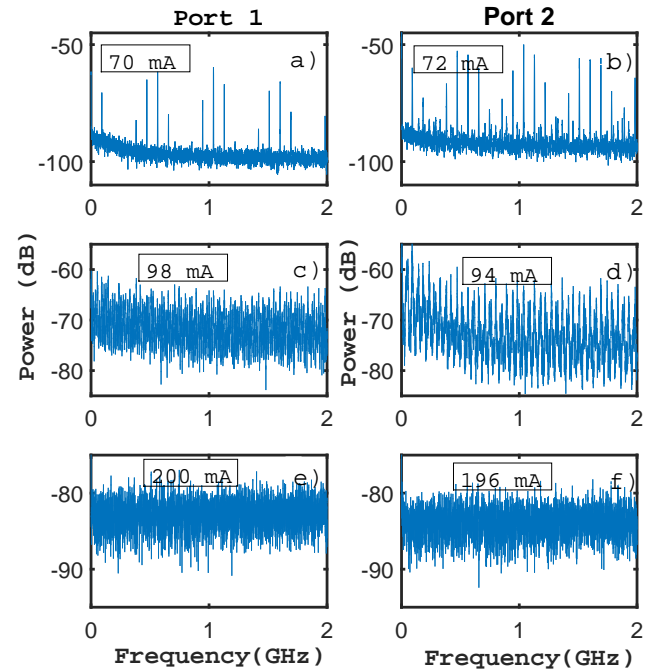 Port 1
Port 2
-50
-100
70 mA
a)
0
1
2
-50
-100
72 mA
b)
0
1
2
Power (dB)
-60
-70
-80
98 mA
c)
0
1
2
Power (dB)
-60
-70
-80
94 mA
d)
0
1
2
-80
-90
200 mA
e)
0
1
2
Frequency(GHz)
-80
-90
196 mA
f)
0
1
2
Frequency(GHz)